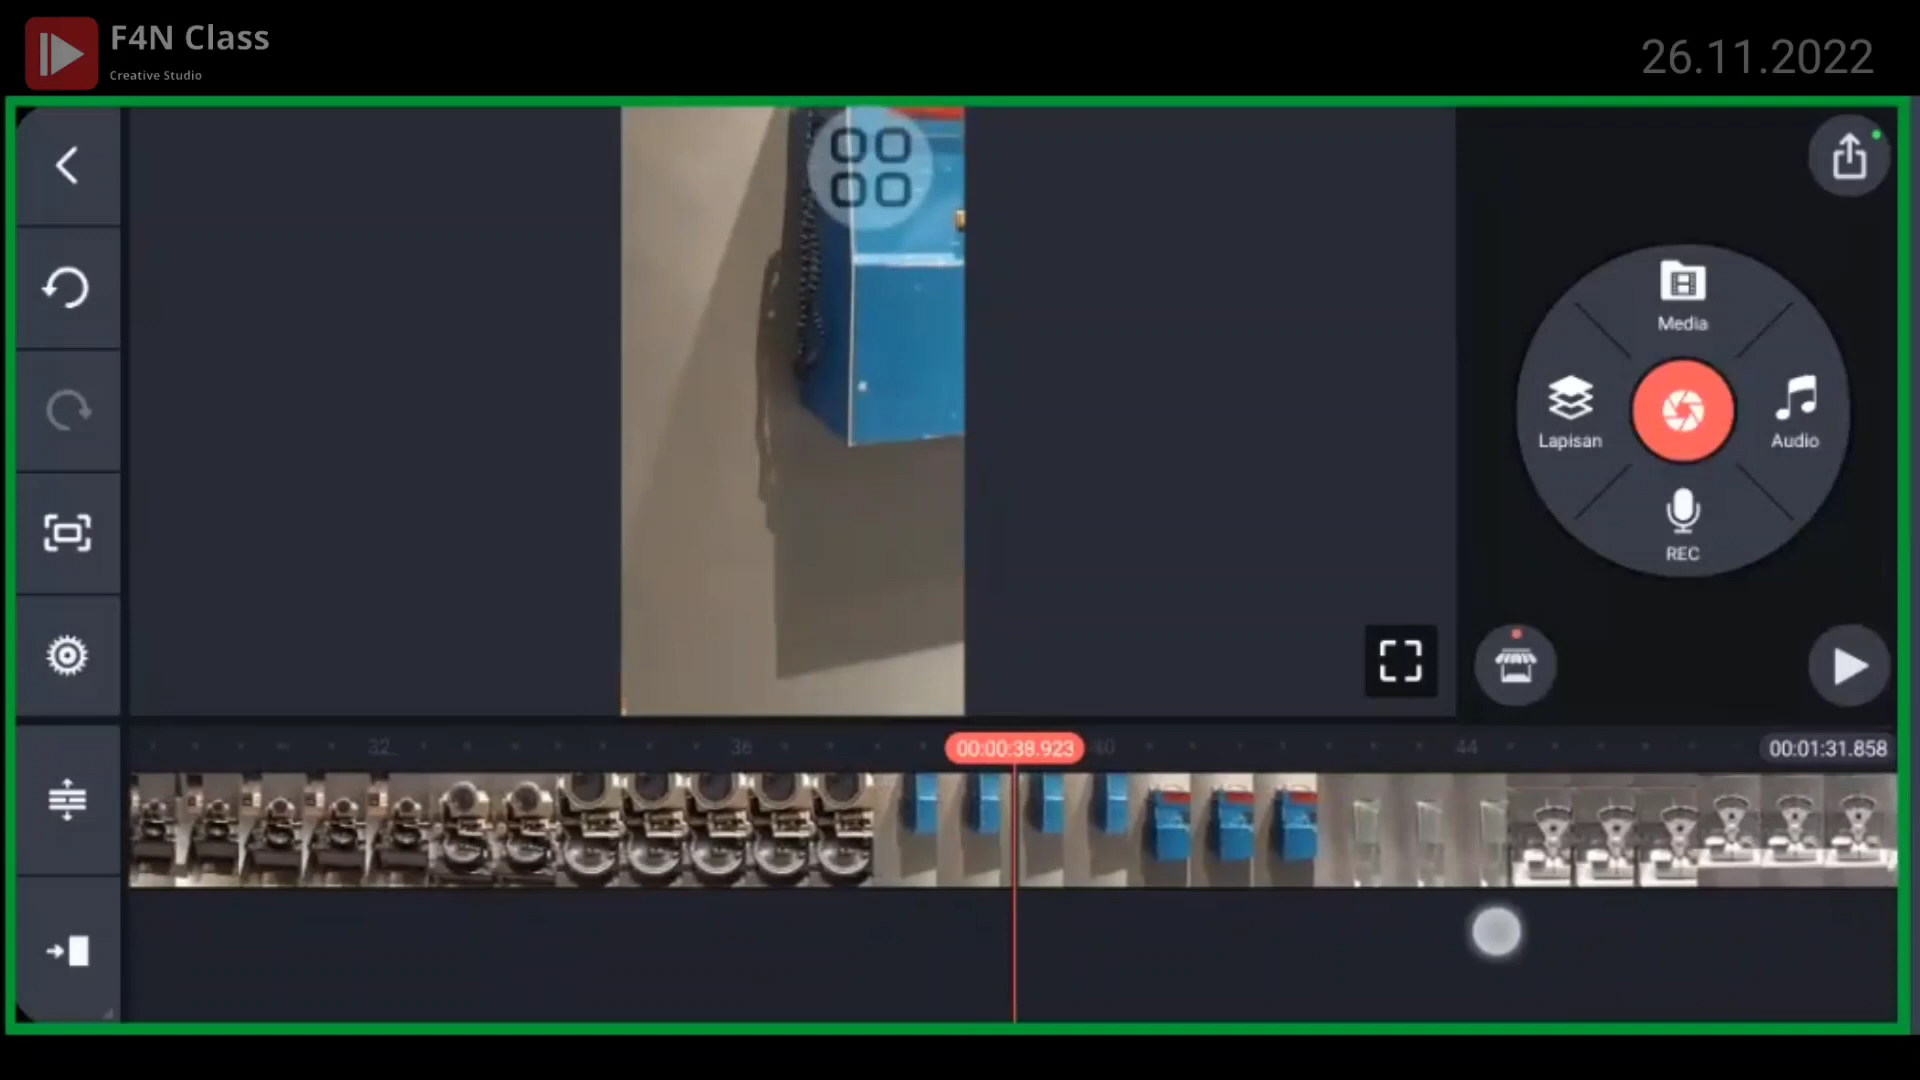 F4N Class
Creative Studio
26.11.2022
Media
Lapisan
Audio
REC
32
36
00:00:38.923
40
44
00:01:31.858